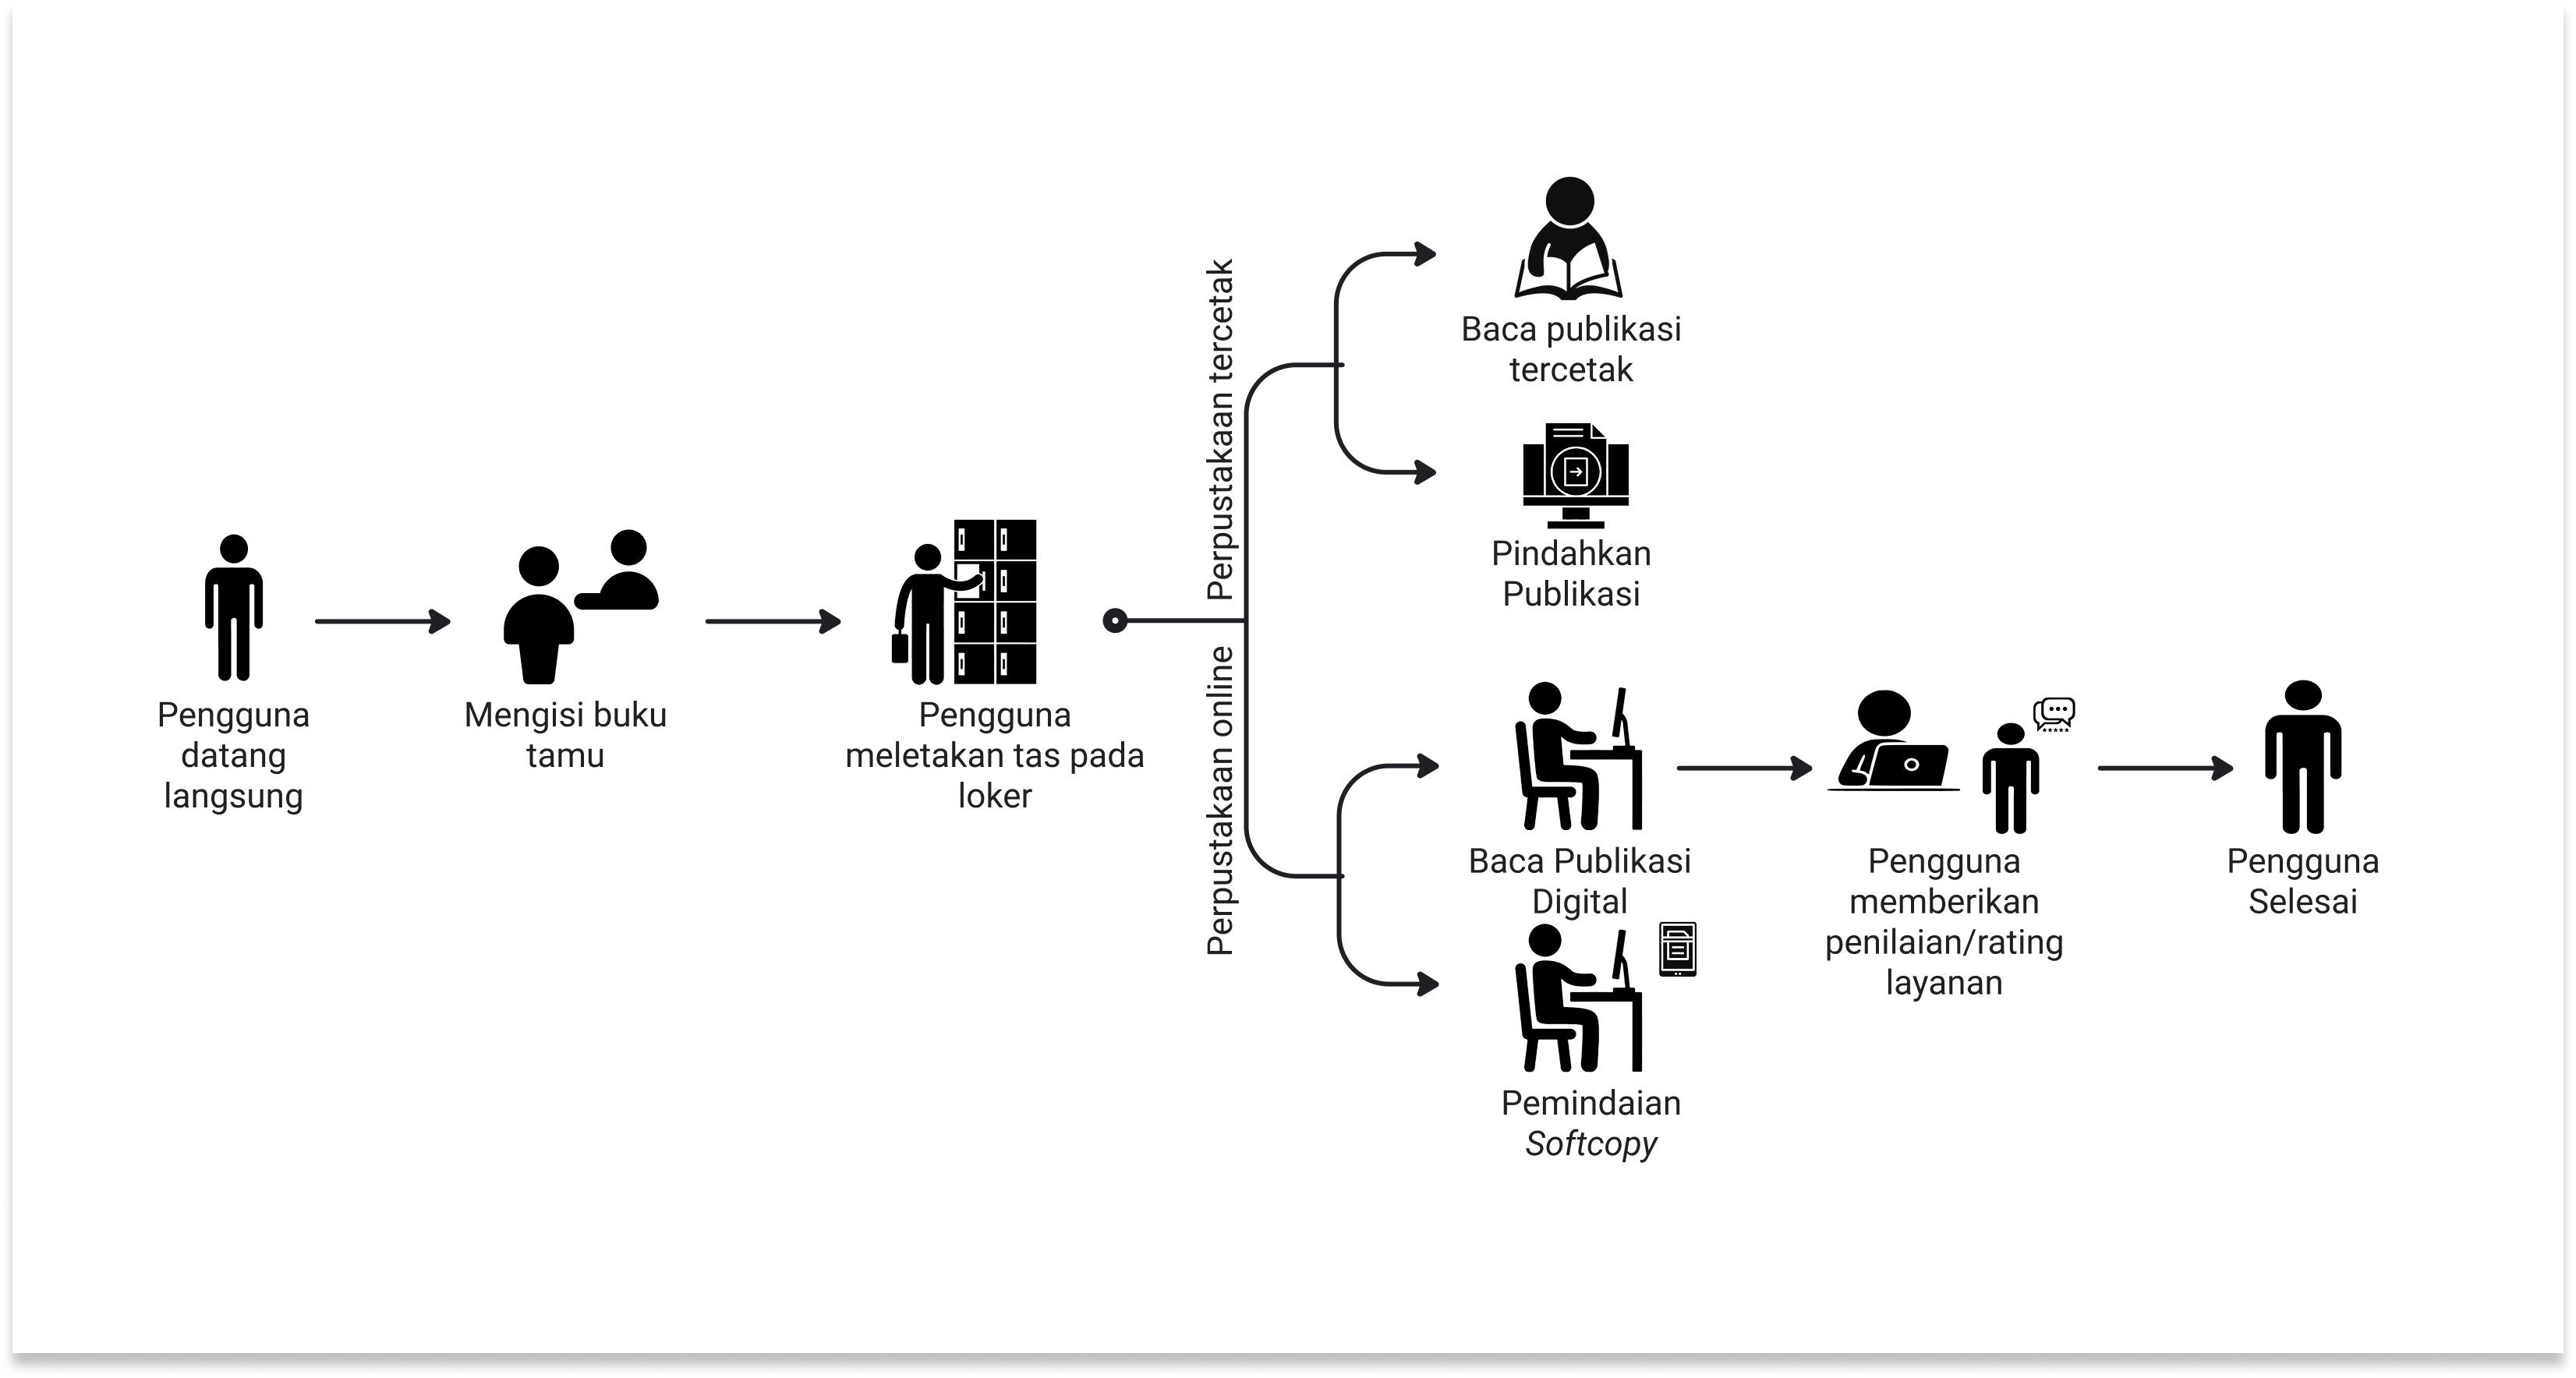 Pengguna
datang
langsung
Mengisi buku
tamu
Pengguna
meletakan tas pada
loker
Perpustakaan tercetak
Perpustakaan online
Baca publikasi
tercetak
Pindahkan
Publikasi
Baca Publikasi
Digital
Pemindaian
Softcopy
Pengguna
memberikan
penilaian/rating
layanan
Pengguna
Selesai